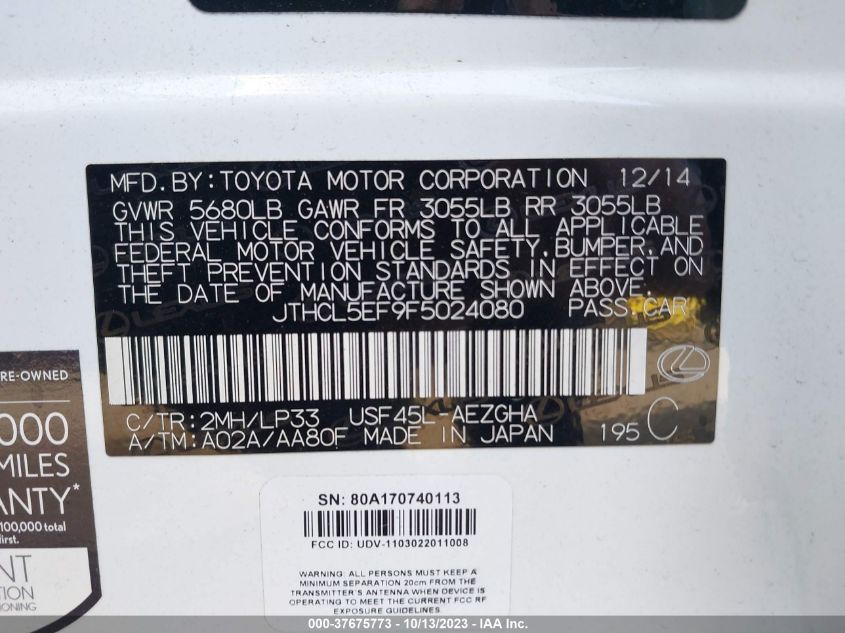 MFD. BY: TOYOTA MOTOR CORPORATION 12/14
GVWR 5680LB GAWR FR 3055LB RR 3055LB
THIS VEHICLE CONFORMS TO ALL APPLICABLE
FEDERAL MOTOR VEHICLE SAFETY, BUMPER, AND
THEFT PREVENTION STANDARDS IN EFFECT ON
THE DATE OF MANUFACTURE SHOWN ABOVE.
JTHCL5EF9F5024080 PASS. CAR
C/TR: 2MH/LP33 USF45L-AEZGHA
A/TM: A02A/AA80F MADE IN JAPAN 195 C
RE-OWNED
000
MILES
ANTY*
100,000 total
first.
NT
TION
TIONING
SN: 80A170740113
FCC ID: UDV-1103022011008
WARNING: ALL PERSONS MUST KEEP A
MINIMUM SEPARATION 20cm FROM THE
TRANSMITTER'S ANTENNA WHEN DEVICE IS
OPERATING TO MEET THE CURRENT FCC RF
EXPOSURE GUIDELINES.
000-37675773 - 10/13/2023 - IAA Inc.